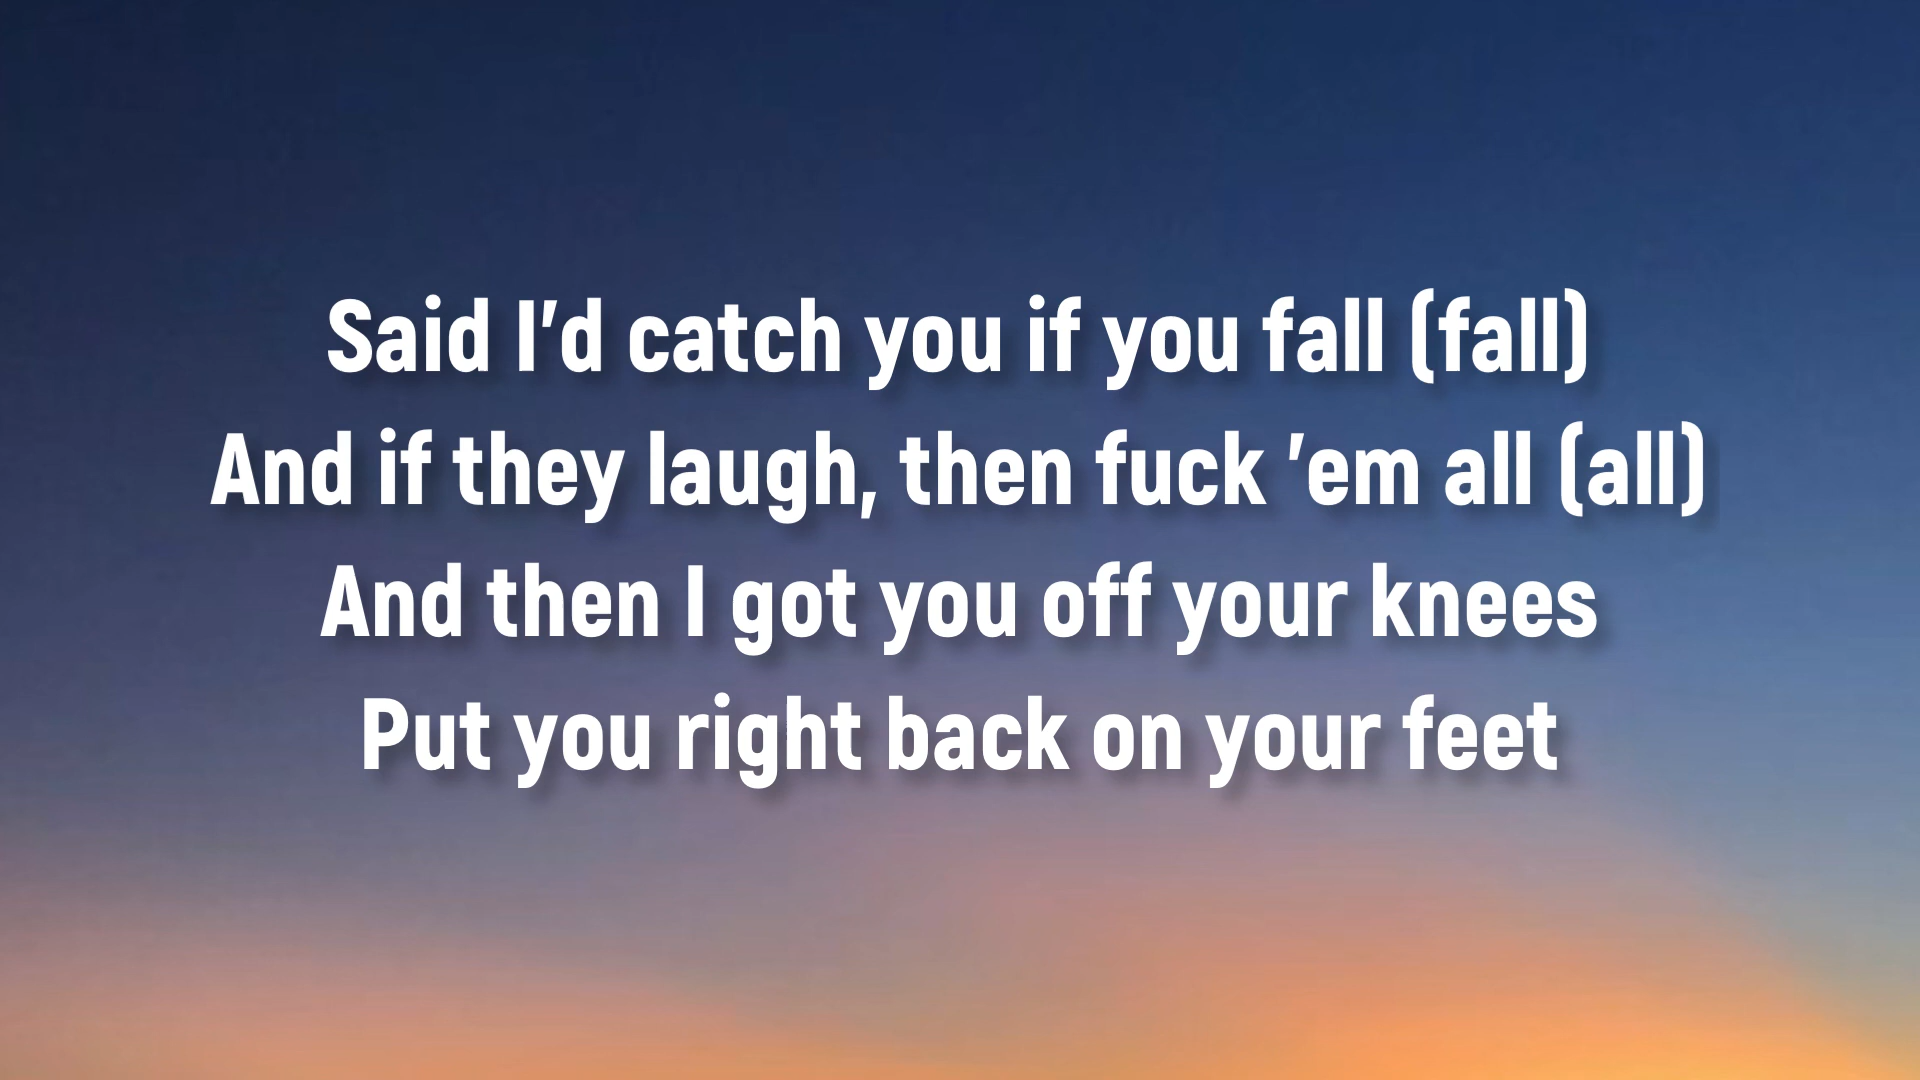 Said I'd catch you if you fall (fall)
And if they laugh, then fuck 'em all (all)
And then I got you off your knees
Put you right back on your feet